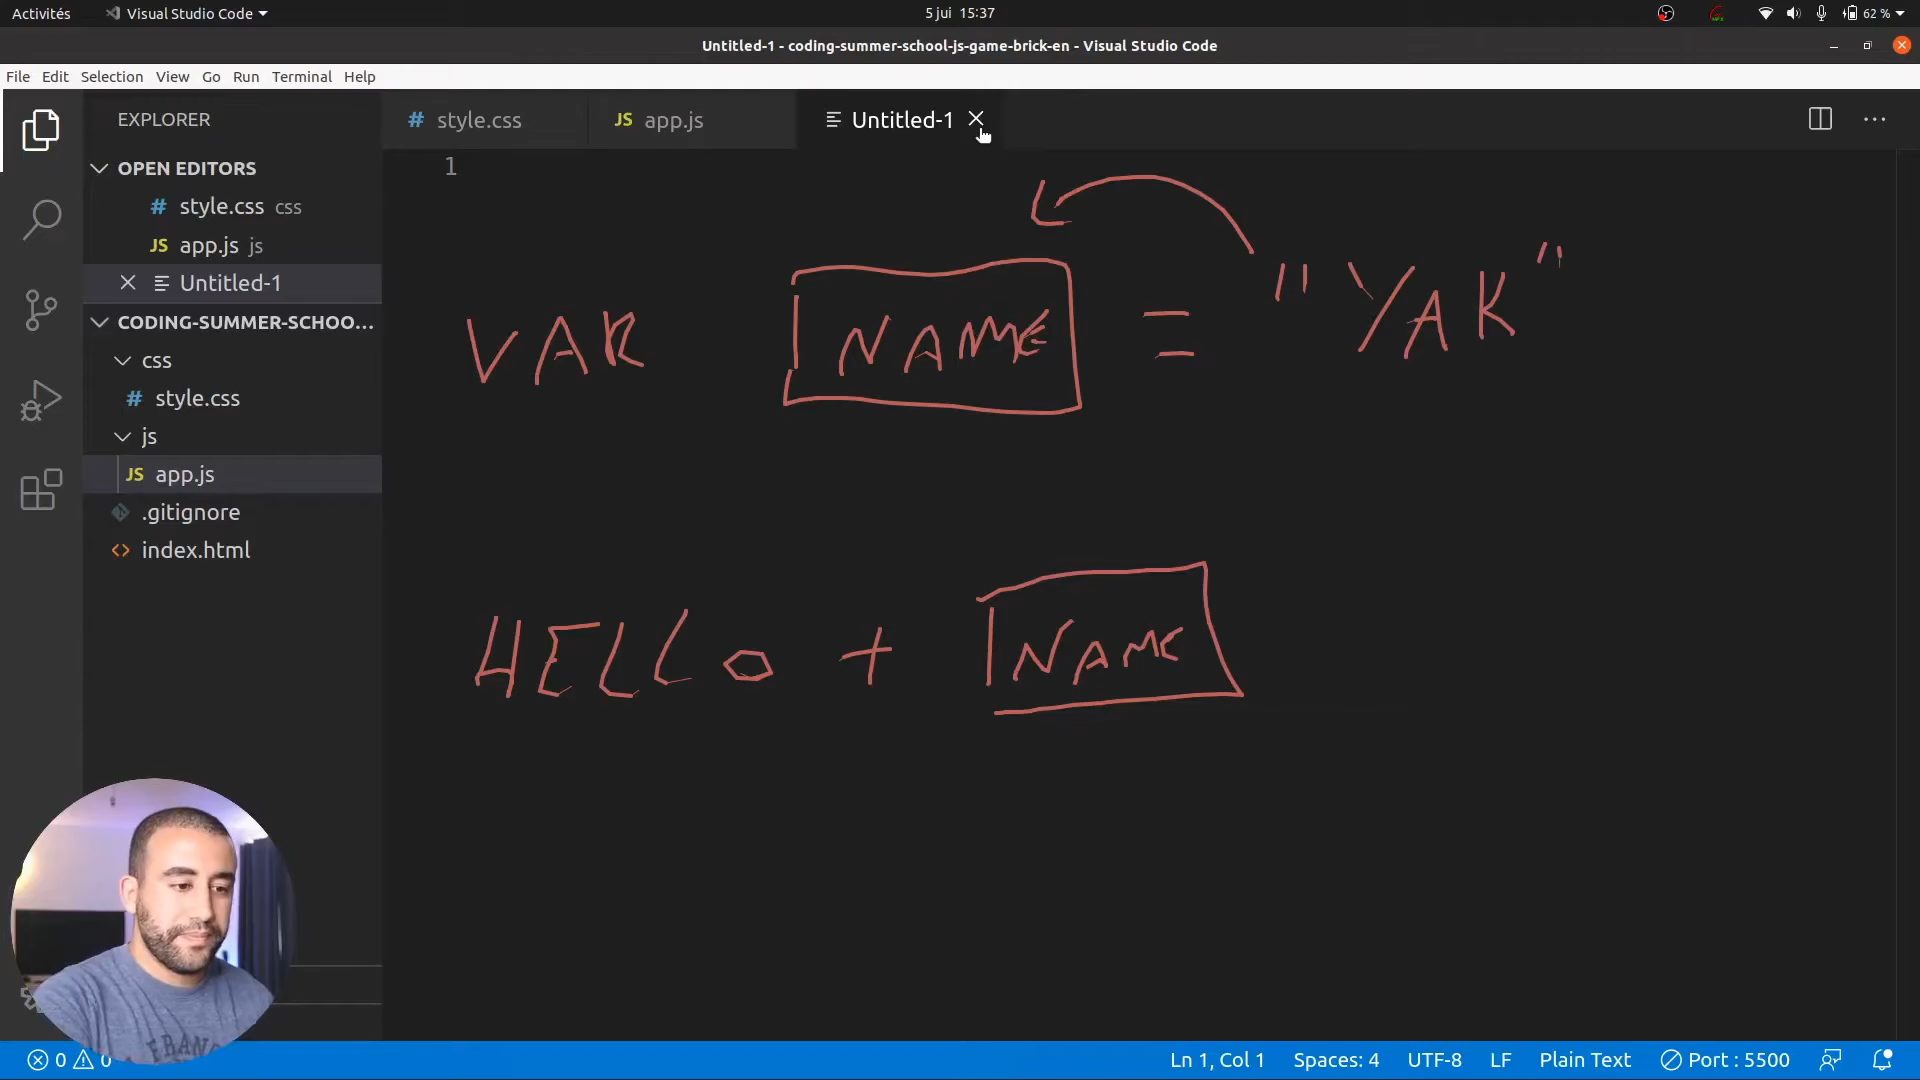 Activités
Visual Studio Code
5 jui 15:37
62 %
Untitled-1 - coding-summer-school-js-game-brick-en - Visual Studio Code
File Edit Selection View Go Run Terminal Help
EXPLORER
# style.css
JS app.js
Untitled-1
OPEN EDITORS
# style.css css
JS app.js js
Untitled-1
CODING-SUMMER-SCHOO...
css
# style.css
js
JS app.js
.gitignore
<> index.html
1
VAR NAME = "YAK"
HELLO + NAME
0 0
Ln 1, Col 1 Spaces: 4 UTF-8 LF Plain Text Port : 5500